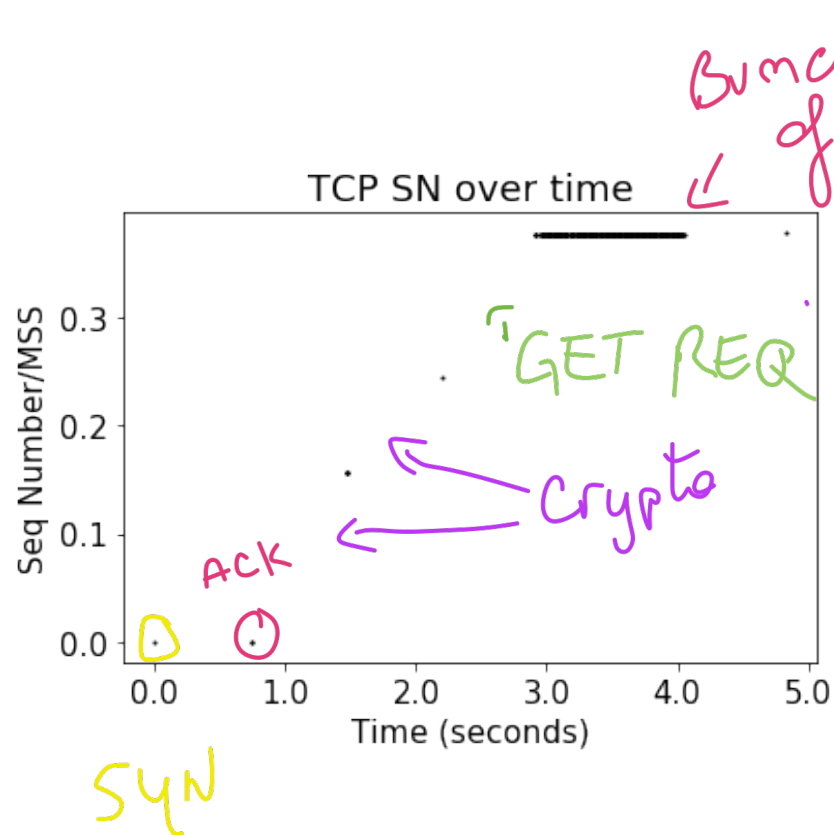 of
TCP SN over time
Seq Number/MSS
0.3
0.2
0.1
0.0
GET REQ
Crypto
ACK
0.0 1.0 2.0 3.0 4.0 5.0
Time (seconds)
SYN